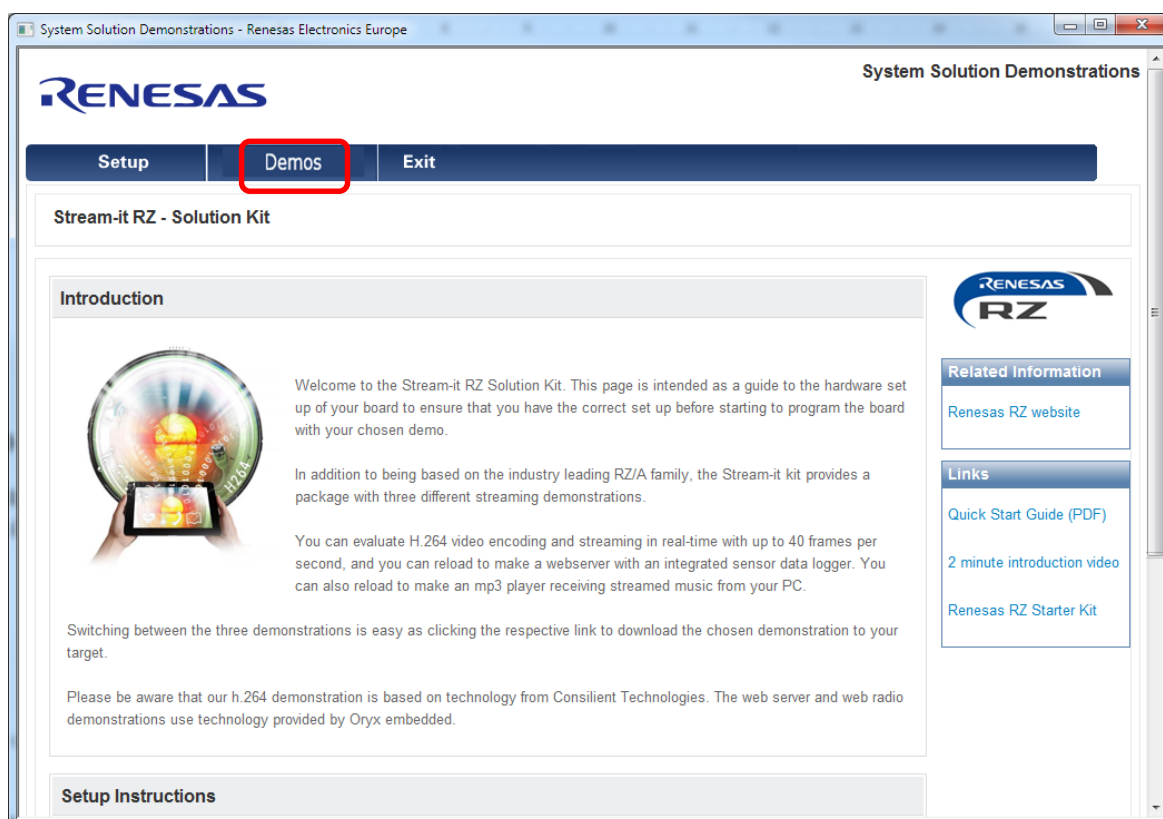 System Solution Demonstrations - Renesas Electronics Europe
RENESAS
System Solution Demonstrations
Setup
Demos
Exit
Stream-it RZ - Solution Kit
Introduction
Welcome to the Stream-it RZ Solution Kit. This page is intended as a guide to the hardware set
up of your board to ensure that you have the correct set up before starting to program the board
with your chosen demo.
In addition to being based on the industry leading RZ/A family, the Stream-it kit provides a
package with three different streaming demonstrations.
You can evaluate H.264 video encoding and streaming in real-time with up to 40 frames per
second, and you can reload to make a webserver with an integrated sensor data logger. You
can also reload to make an mp3 player receiving streamed music from your PC.
H264
Switching between the three demonstrations is easy as clicking the respective link to download the chosen demonstration to your
target.
Please be aware that our h.264 demonstration is based on technology from Consilient Technologies. The web server and web radio
demonstrations use technology provided by Oryx embedded.
Setup Instructions
RENESAS
RZ
Related Information
Renesas RZ website
Links
Quick Start Guide (PDF)
2 minute introduction video
Renesas RZ Starter Kit